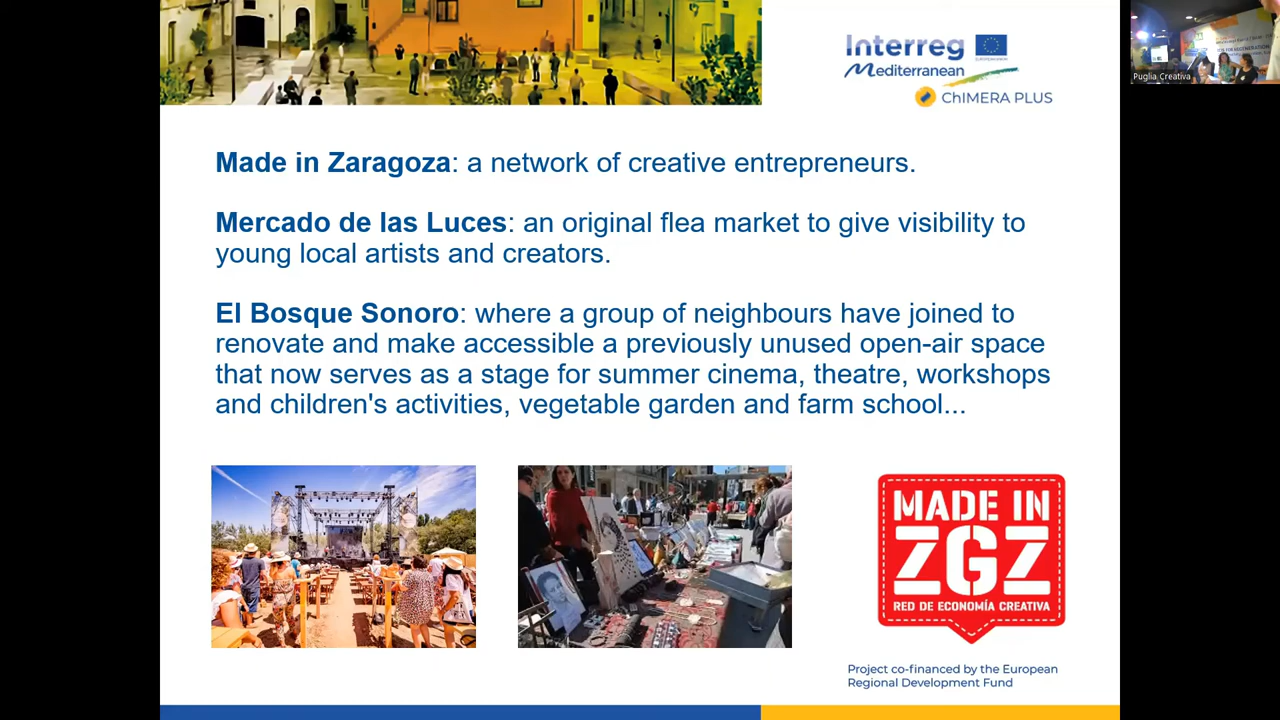 Interreg
Mediterranean
ChIMERA PLUS
Puglia Creativa
Made in Zaragoza: a network of creative entrepreneurs.
Mercado de las Luces: an original flea market to give visibility to
young local artists and creators.
El Bosque Sonoro: where a group of neighbours have joined to
renovate and make accessible a previously unused open-air space
that now serves as a stage for summer cinema, theatre, workshops
and children's activities, vegetable garden and farm school...
MADE IN
ZGZ
RED DE ECONOMÍA CREATIVA
Project co-financed by the European
Regional Development Fund